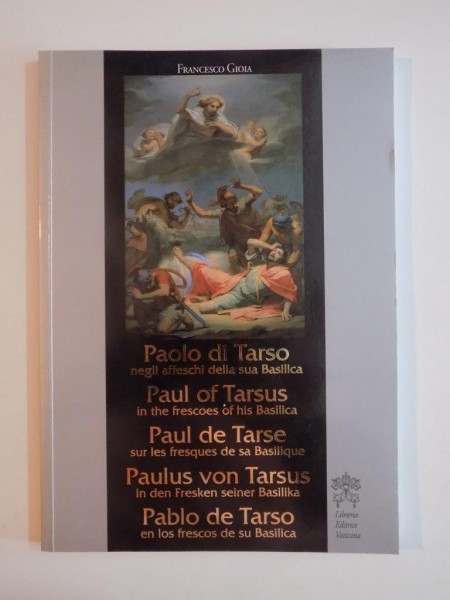 FRANCESCO GIOIA
Paolo di Tarso
negli affeschi della sua Basilica
Paul of Tarsus
in the frescoes of his Basilica
Paul de Tarse
sur les fresques de sa Basilique
Paulus von Tarsus
in den Fresken seiner Basilika
Pablo de Tarso
en los frescos de su Basilica
Libreria
Editrice
Vaticana